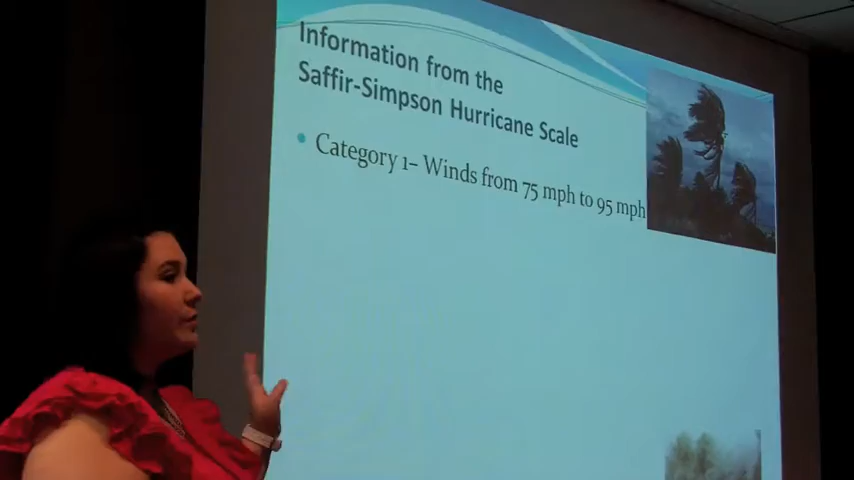 Information from the
Saffir-Simpson Hurricane Scale
Category 1– Winds from 75 mph to 95 mph